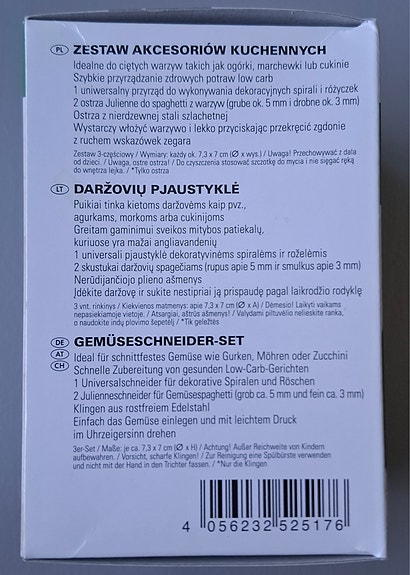 PL ZESTAW AKCESORIÓW KUCHENNYCH
Idealne do ciętych warzyw takich jak ogórki, marchewki lub cukinie
Szybkie przyrządzanie zdrowych potraw low carb
1 uniwersalny przyrząd do wykonywania dekoracyjnych spirali i różyczek
2 ostrza Julienne do spaghetti z warzyw (grube ok. 5 mm i drobne ok. 3 mm)
Ostrza z nierdzewnej stali szlachetnej
Wystarczy włożyć warzywo i lekko przyciskając przekręcić zgodnie
z ruchem wskazówek zegara
Zestaw 3-częściowy / Wymiary: każdy ok. 7,3 x 7 cm (Ø x wys.) / Uwaga! Przechowywać z dala
od dzieci. / Uwaga, ostre ostrza! / Do czyszczenia stosować szczotkę do mycia i nie sięgać ręką
do wnętrza lejka. / *Tylko ostrza
LT DARŽOVIŲ PJAUSTYKLĖ
Puikiai tinka kietoms daržovėms kaip pvz.,
agurkams, morkoms arba cukinijoms
Greitam gaminimui sveikos mitybos patiekalų,
kuriuose yra mažai angliavandenių
1 universali pjaustyklė dekoratyvinėms spiralėms ir roželėmis
2 skustukai daržovių spagečiams (rupus apie 5 mm ir smulkus apie 3 mm)
Nerūdijančiojo plieno ašmenys
Įdėkite daržovę ir sukite nestipriai ją prispaudę pagal laikrodžio rodyklę
3 vnt. rinkinys / Kiekvienos matmenys: apie 7,3 x 7 cm (Ø x A) / Dėmesio! Laikyti vaikams
nepasiekiamoje vietoje. / Atsargiai, aštrūs ašmenys! / Valydami piltuvėlio nelieskite ranka,
o naudokite indų plovimo šepetėlį / *Tik geležtės
DE GEMÜSESCHNEIDER-SET
AT Ideal für schnittfestes Gemüse wie Gurken, Möhren oder Zucchini
CH Schnelle Zubereitung von gesunden Low-Carb-Gerichten
1 Universalschneider für dekorative Spiralen und Röschen
2 Julienneschneider für Gemüsespaghetti (grob ca. 5 mm und fein ca. 3 mm)
Klingen aus rostfreiem Edelstahl
Einfach das Gemüse einlegen und mit leichtem Druck
im Uhrzeigersinn drehen
3er-Set / Maße: je ca. 7,3 x 7 cm (Ø x H) / Achtung! Außer Reichweite von Kindern
aufbewahren. / Vorsicht, scharfe Klingen! / Zur Reinigung eine Spülbürste verwenden
und nicht mit der Hand in den Trichter fassen. / *Nur die Klingen
4 056232 525176